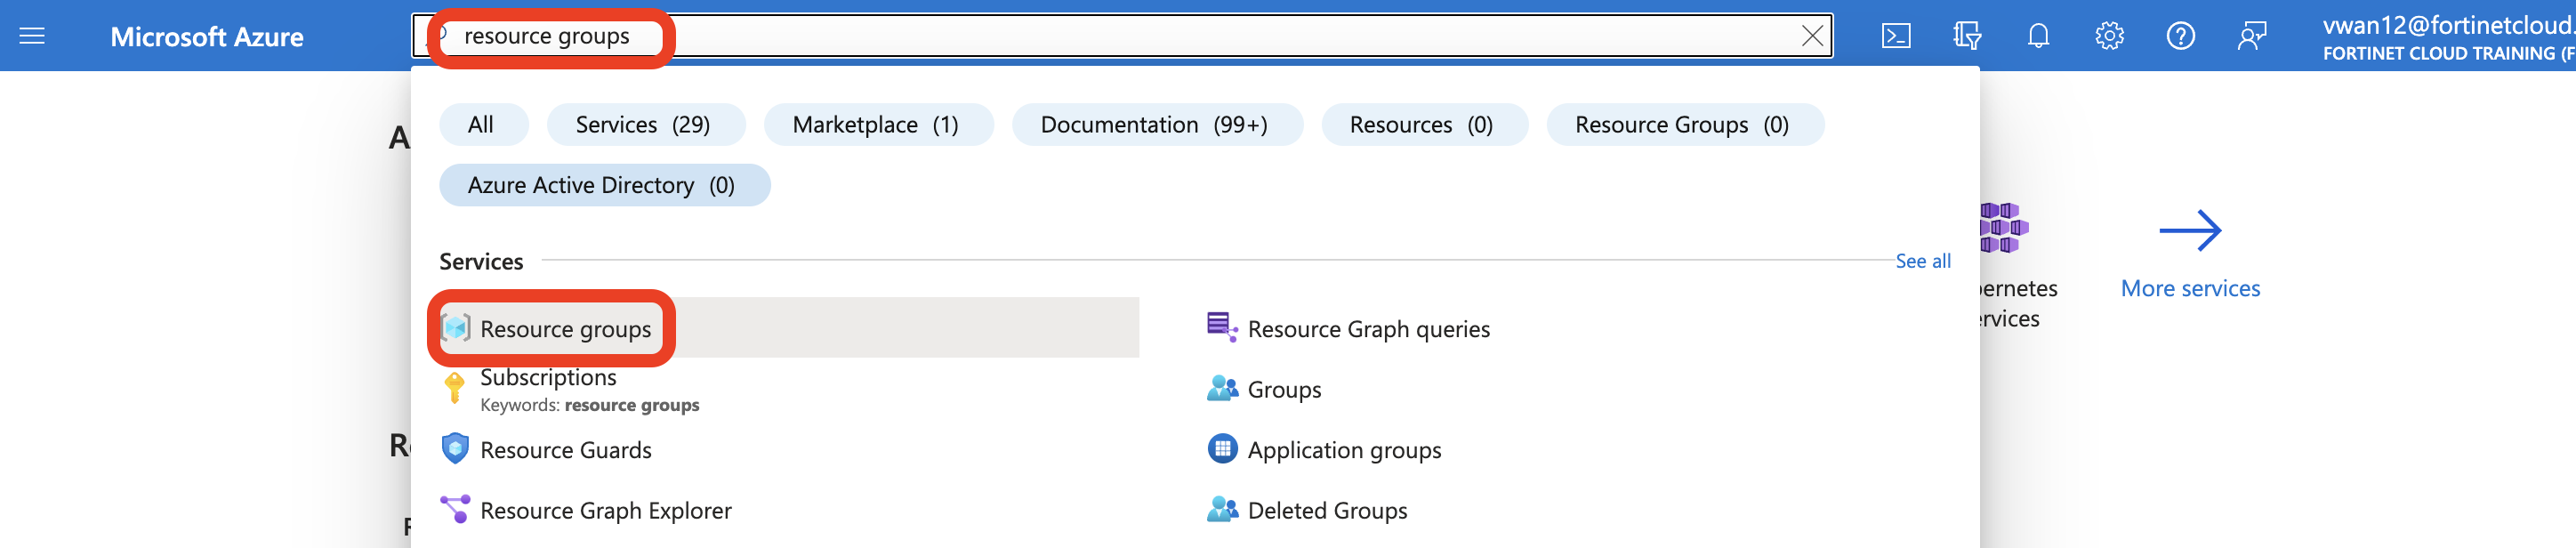 Microsoft Azure
resource groups
vwan12@fortinetcloud.
FORTINET CLOUD TRAINING (F
All
Services (29)
Marketplace (1)
Documentation (99+)
Resources (0)
Resource Groups (0)
Azure Active Directory (0)
Services
See all
Resource groups
Resource Graph queries
Subscriptions
Keywords: resource groups
Groups
Resource Guards
Application groups
Resource Graph Explorer
Deleted Groups
More services